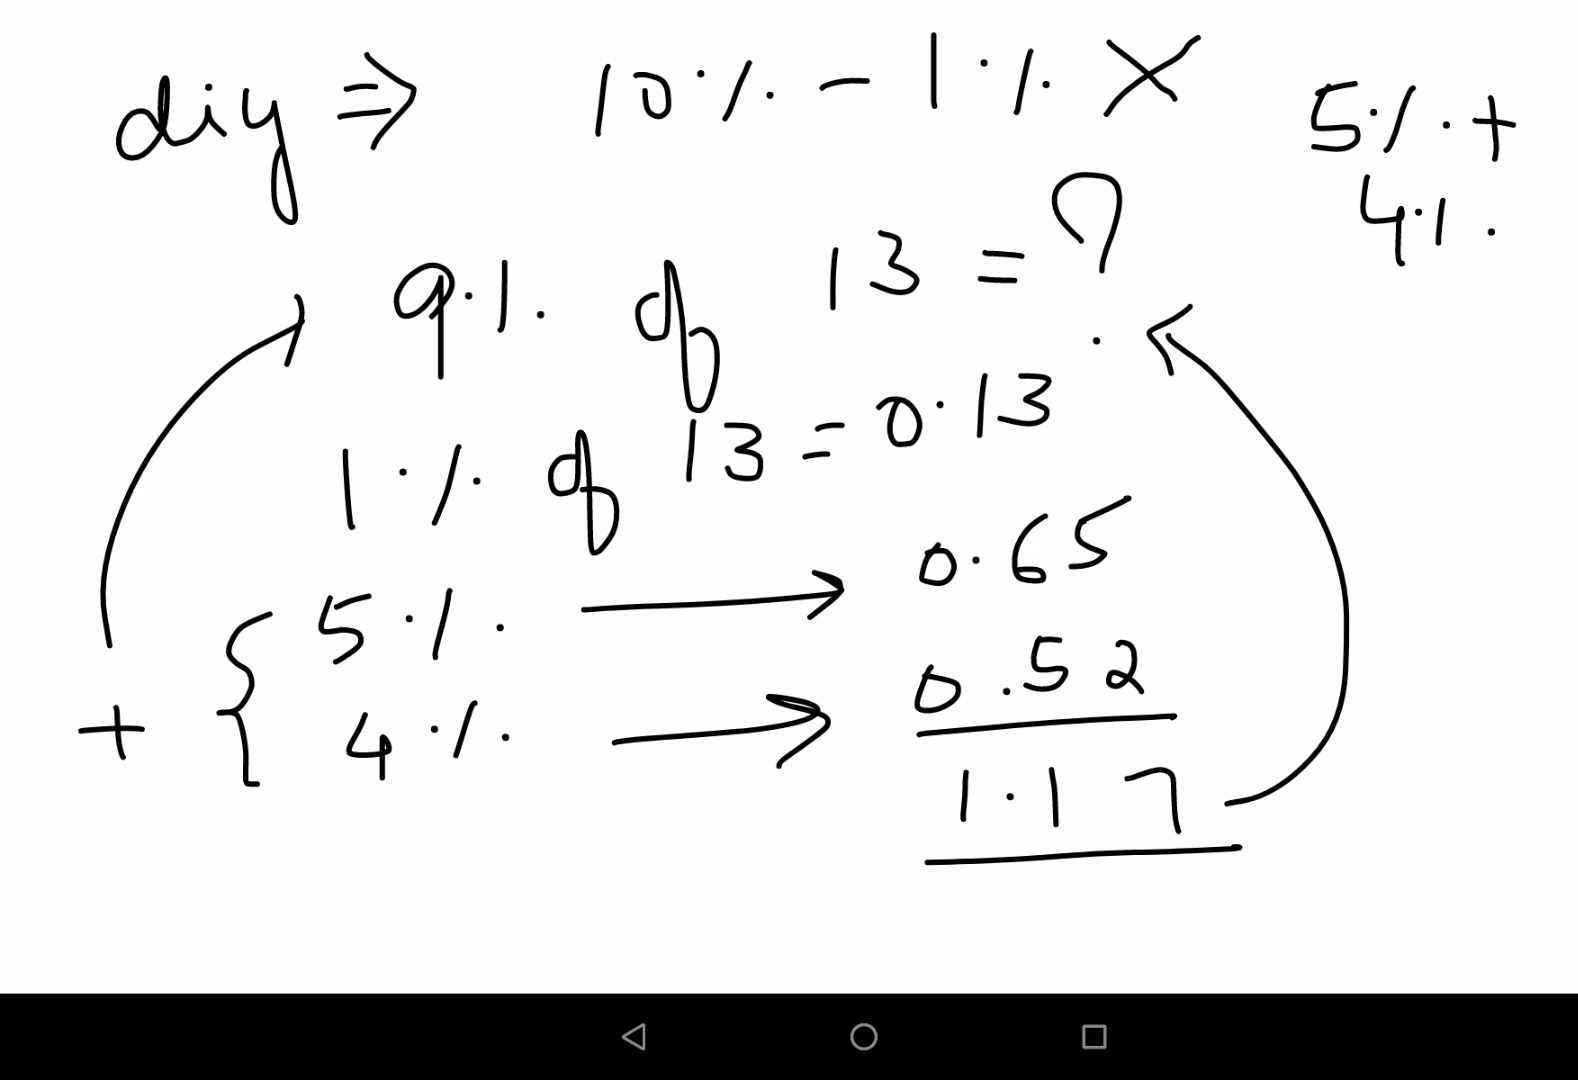 diy ⇒ 10% - 1% X
5% +
4%
9% of 13 = ?
1% of 13 = 0.13
5% → 0.65
+ { 4% → 0.52
1.17